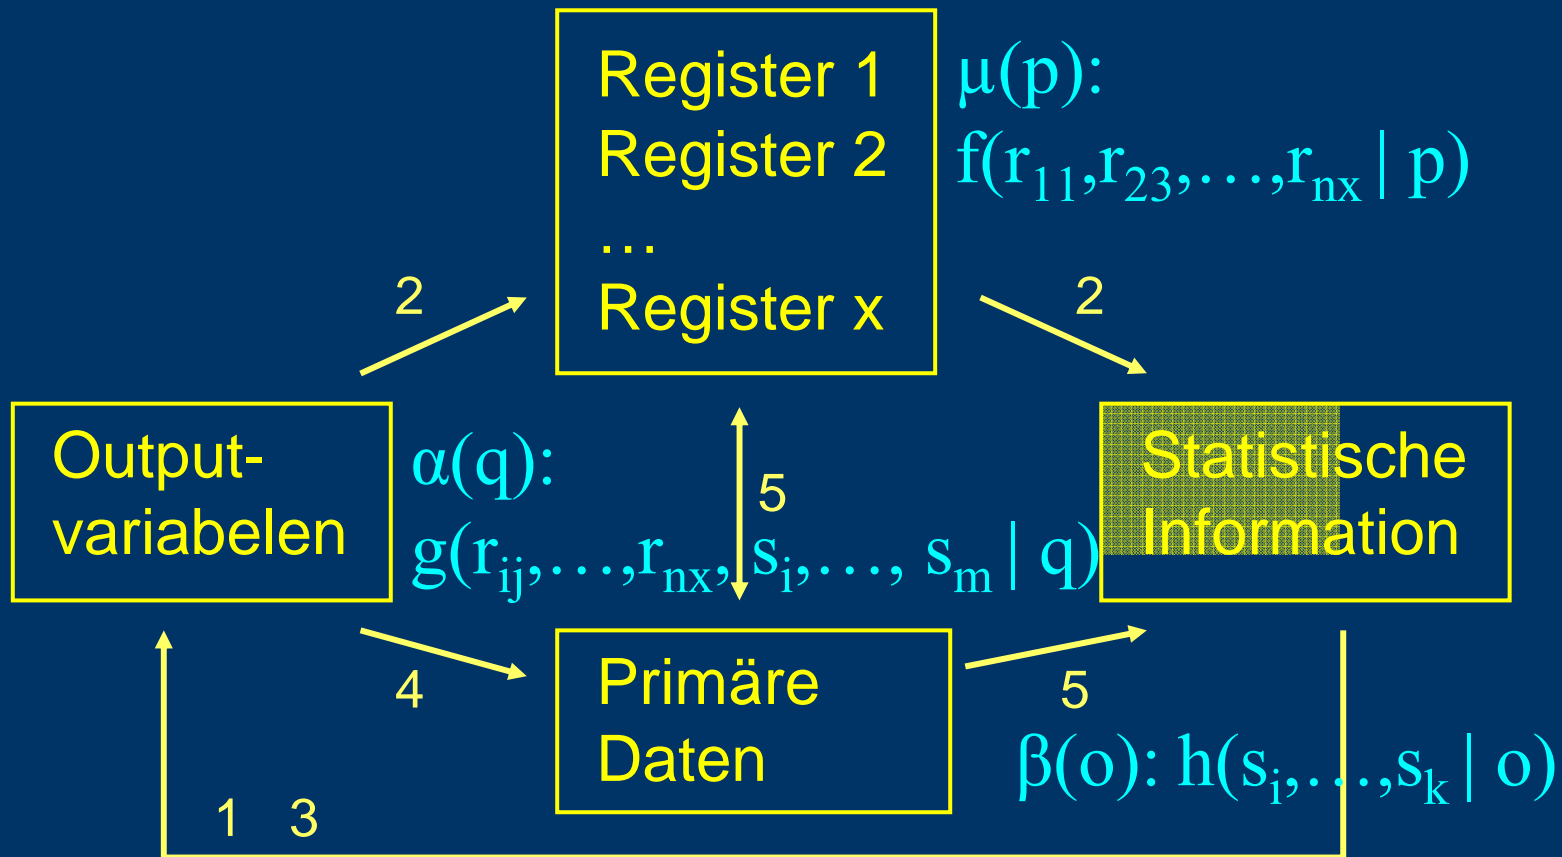 Register 1
Register 2
…
Register x
μ(p):
f(r₁₁,r₂₃,…,rₙₓ | p)
2
2
Output-
variabelen
α(q):
g(rᵢⱼ,…,rₙₓ, sᵢ,…, sₘ | q)
5
Statistische
Information
4
Primäre
Daten
5
β(o): h(sᵢ,…,sₖ | o)
1 3